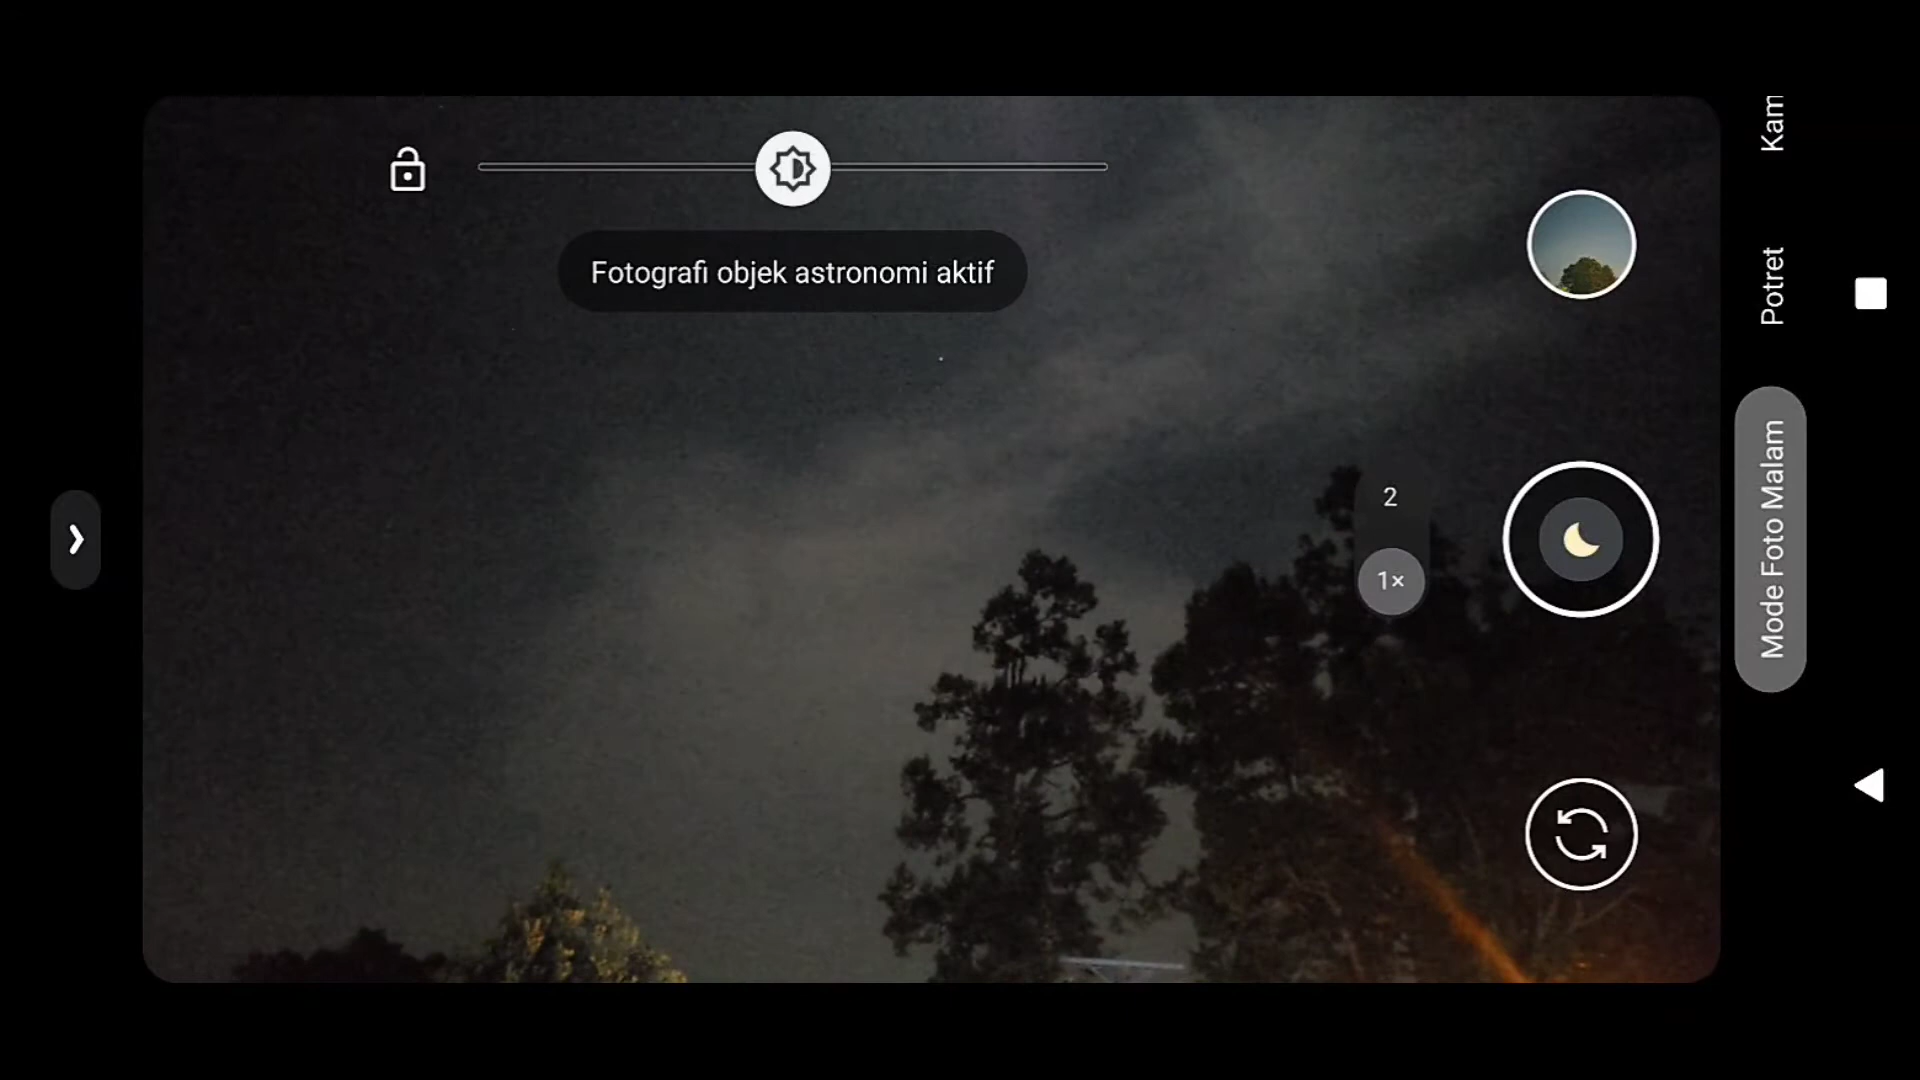 Fotografi objek astronomi aktif
2
1×
Kam
Potret
Mode Foto Malam